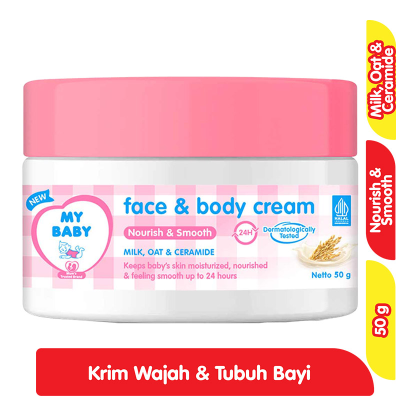 NEW
MY
BABY
face & body cream
Nourish & Smooth
24H
Dermatologically
Tested
HALAL
MILK, OAT & CERAMIDE
Keeps baby's skin moisturized, nourished
& feeling smooth up to 24 hours
Netto 50 g
Milk, Oat &
Ceramide
Nourish &
Smooth
50 g
Krim Wajah & Tubuh Bayi